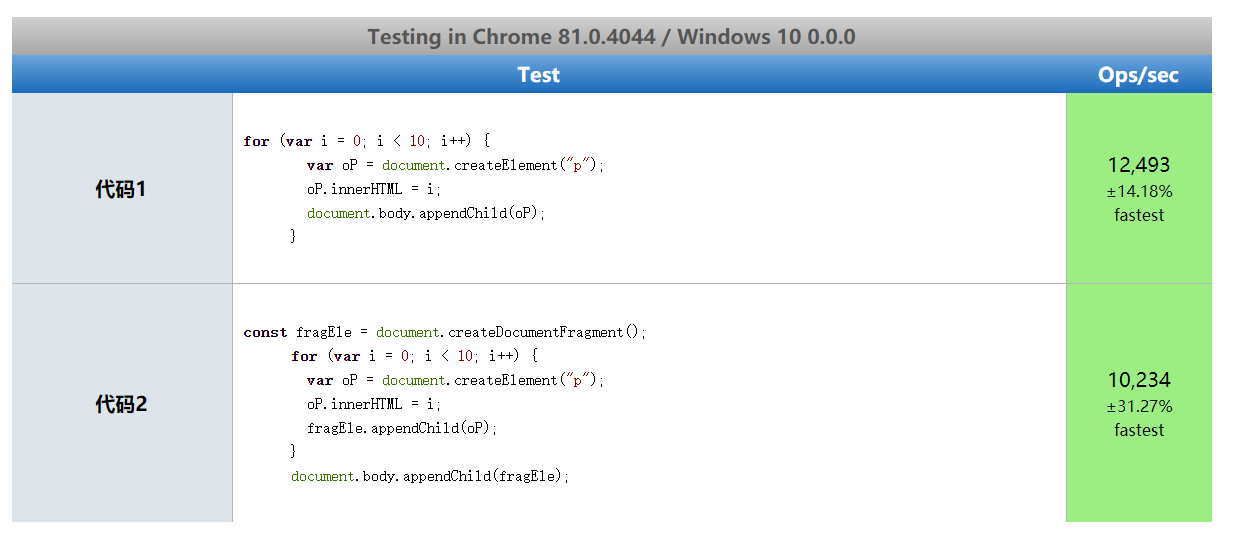 Testing in Chrome 81.0.4044 / Windows 10 0.0.0
Test Ops/sec
代码1
for (var i = 0; i < 10; i++) {
var oP = document.createElement("p");
oP.innerHTML = i;
document.body.appendChild(oP);
}
12,493
±14.18%
fastest
代码2
const fragEle = document.createDocumentFragment();
for (var i = 0; i < 10; i++) {
var oP = document.createElement("p");
oP.innerHTML = i;
fragEle.appendChild(oP);
}
document.body.appendChild(fragEle);
10,234
±31.27%
fastest